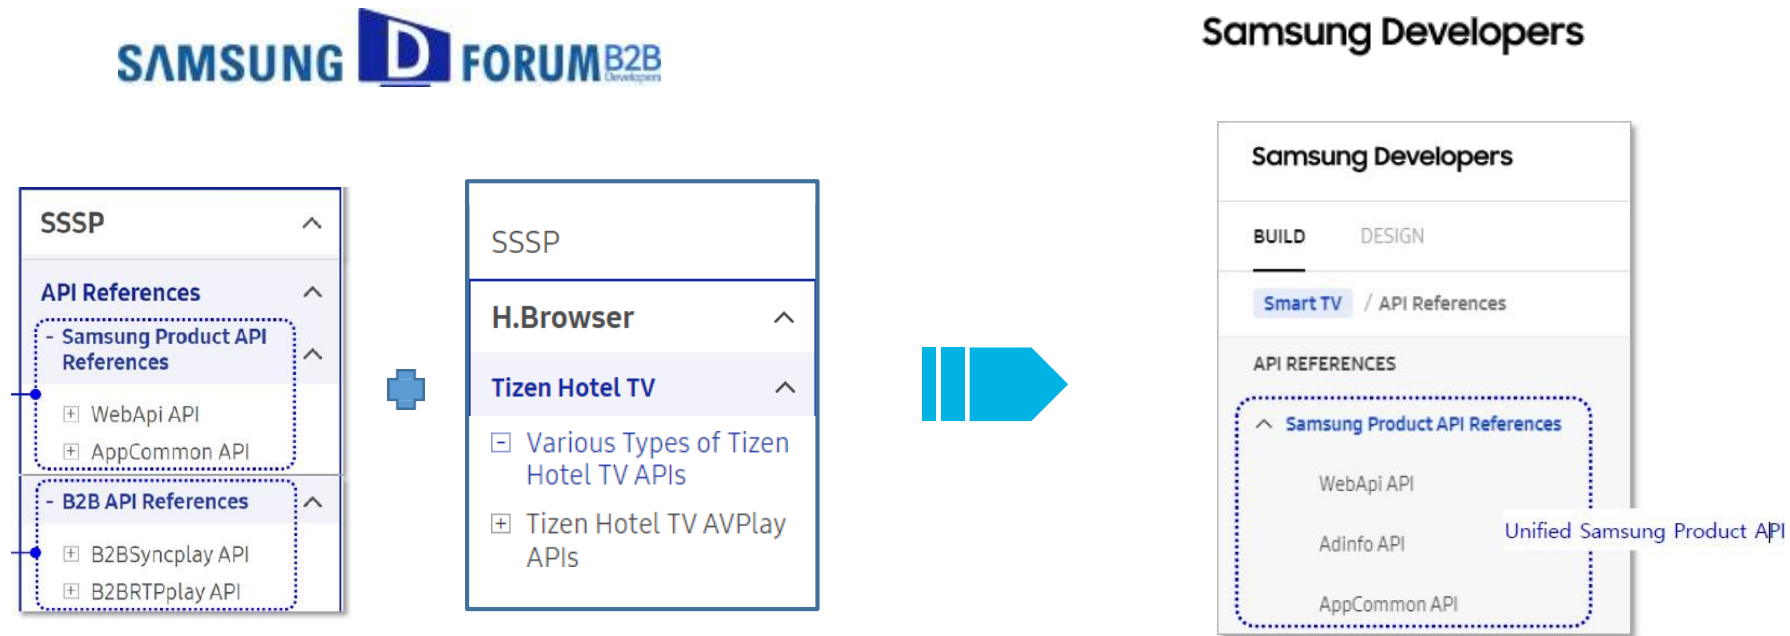 SAMSUNG D FORUM B2B
Developers
Samsung Developers
SSSP
API References
- Samsung Product API
References
WebApi API
AppCommon API
- B2B API References
B2BSyncplay API
B2BRTPplay API
SSSP
H.Browser
Tizen Hotel TV
Various Types of Tizen
Hotel TV APIs
Tizen Hotel TV AVPlay
APIs
Samsung Developers
BUILD DESIGN
Smart TV / API References
API REFERENCES
Samsung Product API References
WebApi API
Adinfo API
AppCommon API
Unified Samsung Product API